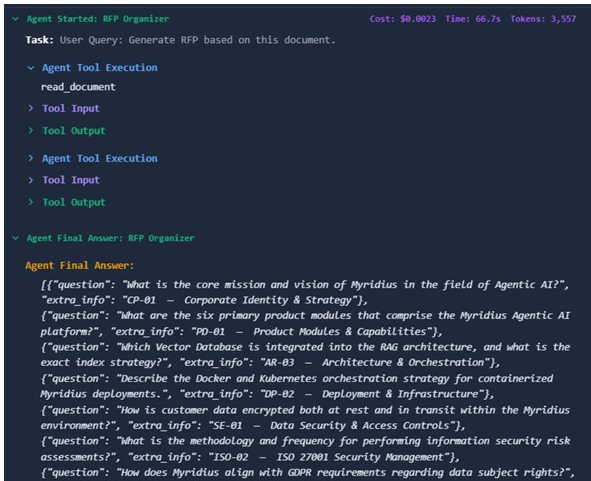 Agent Started: RFP Organizer Cost: $0.0023 Time: 66.7s Tokens: 3,557
Task: User Query: Generate RFP based on this document.
Agent Tool Execution
read_document
Tool Input
Tool Output
Agent Tool Execution
Tool Input
Tool Output
Agent Final Answer: RFP Organizer
Agent Final Answer:
[{"question": "What is the core mission and vision of Myridius in the field of Agentic AI?",
"extra_info": "CP-01 — Corporate Identity & Strategy"},
{"question": "What are the six primary product modules that comprise the Myridius Agentic AI
platform?", "extra_info": "PD-01 — Product Modules & Capabilities"},
{"question": "Which Vector Database is integrated into the RAG architecture, and what is the
exact index strategy?", "extra_info": "AR-03 — Architecture & Orchestration"},
{"question": "Describe the Docker and Kubernetes orchestration strategy for containerized
Myridius deployments.", "extra_info": "DP-02 — Deployment & Infrastructure"},
{"question": "How is customer data encrypted both at rest and in transit within the Myridius
environment?", "extra_info": "SE-01 — Data Security & Access Controls"},
{"question": "What is the methodology and frequency for performing information security risk
assessments?", "extra_info": "ISO-02 — ISO 27001 Security Management"},
{"question": "How does Myridius align with GDPR requirements regarding data subject rights?",